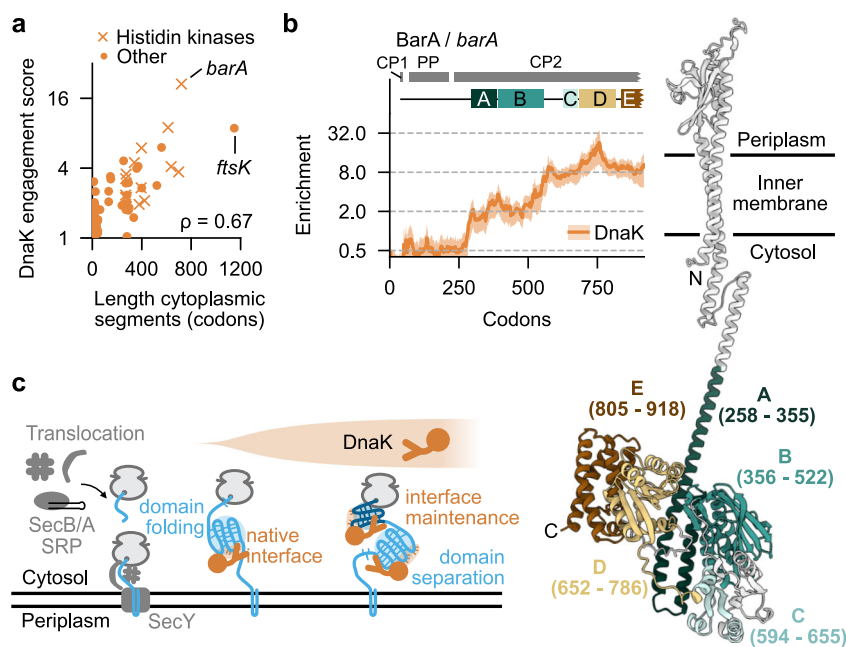 a
Histidin kinases
Other
barA
ftsK
DnaK engagement score
16
4
1
ρ = 0.67
0
400
800
1200
Length cytoplasmic
segments (codons)
b
BarA / barA
CP1
PP
CP2
A
B
C
D
E
Enrichment
32.0
8.0
2.0
0.5
DnaK
0
250
500
750
Codons
Periplasm
Inner
membrane
Cytosol
N
E
(805 - 918)
A
(258 - 355)
B
(356 - 522)
C
D
(652 - 786)
C
(594 - 655)
c
DnaK
Translocation
SecB/A
SRP
domain
folding
native
interface
interface
maintenance
domain
separation
Cytosol
Periplasm
SecY